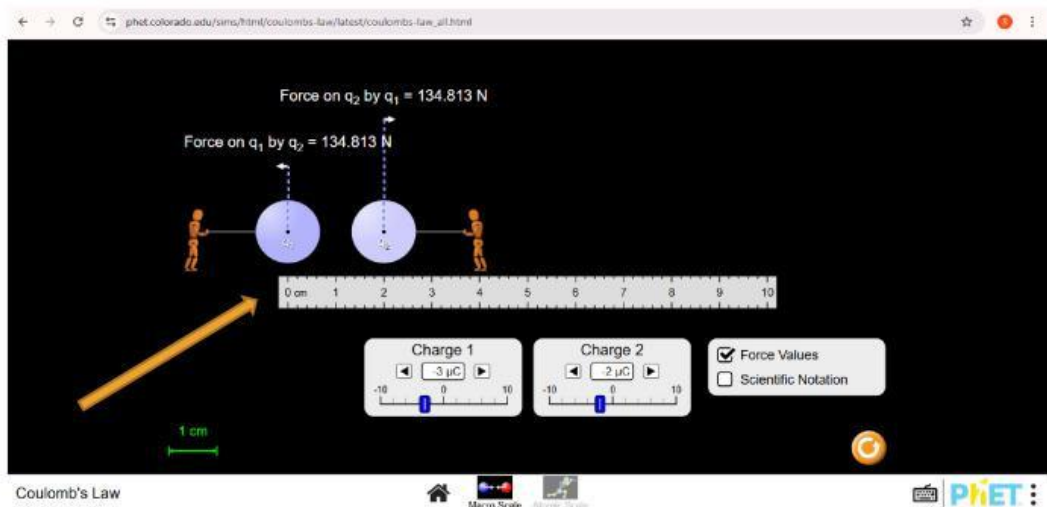 phet.colorado.edu/sims/html/coulombs-law/latest/coulombs-law_all.html
Force on q₂ by q₁ = 134.813 N
Force on q₁ by q₂ = 134.813 N
q₁ q₂
0 cm 1 2 3 4 5 6 7 8 9 10
Charge 1
-3 µC
-10 0 10
Charge 2
-2 µC
-10 0 10
Force Values
Scientific Notation
1 cm
Coulomb's Law
Macro Scale
Atomic Scale
PhET